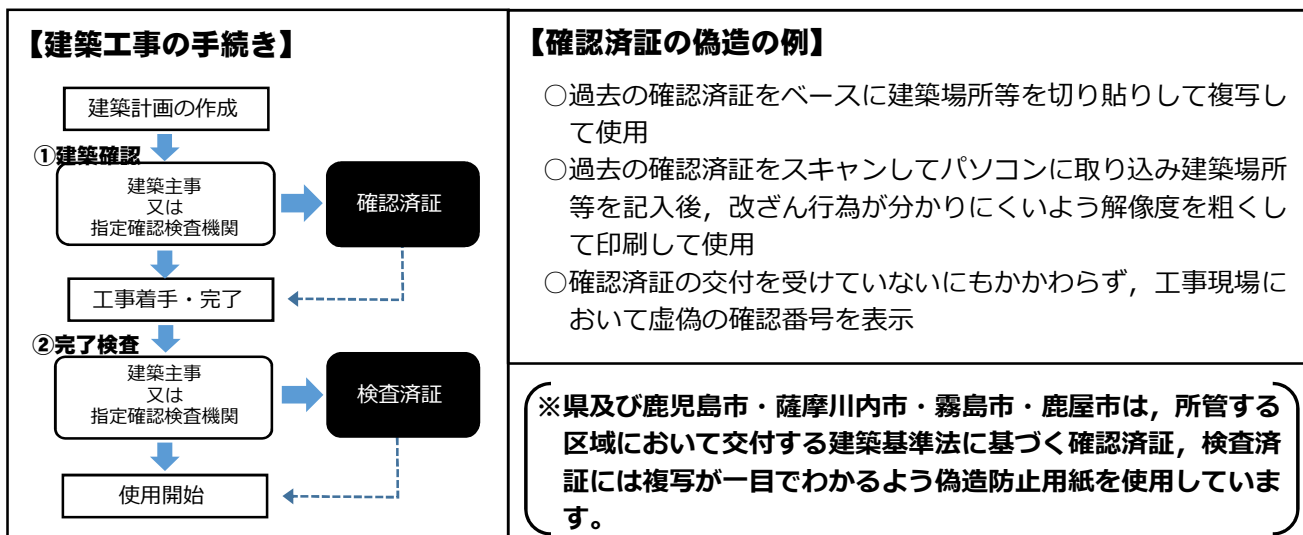 【建築工事の手続き】
建築計画の作成
①建築確認
建築主事
又は
指定確認検査機関
確認済証
工事着手・完了
②完了検査
建築主事
又は
指定確認検査機関
検査済証
使用開始
【確認済証の偽造の例】
○過去の確認済証をベースに建築場所等を切り貼りして複写し
て使用
○過去の確認済証をスキャンしてパソコンに取り込み建築場所
等を記入後，改ざん行為が分かりにくいよう解像度を粗くし
て印刷して使用
○確認済証の交付を受けていないにもかかわらず，工事現場に
おいて虚偽の確認番号を表示
※県及び鹿児島市・薩摩川内市・霧島市・鹿屋市は，所管する
区域において交付する建築基準法に基づく確認済証，検査済
証には複写が一目でわかるよう偽造防止用紙を使用していま
す。